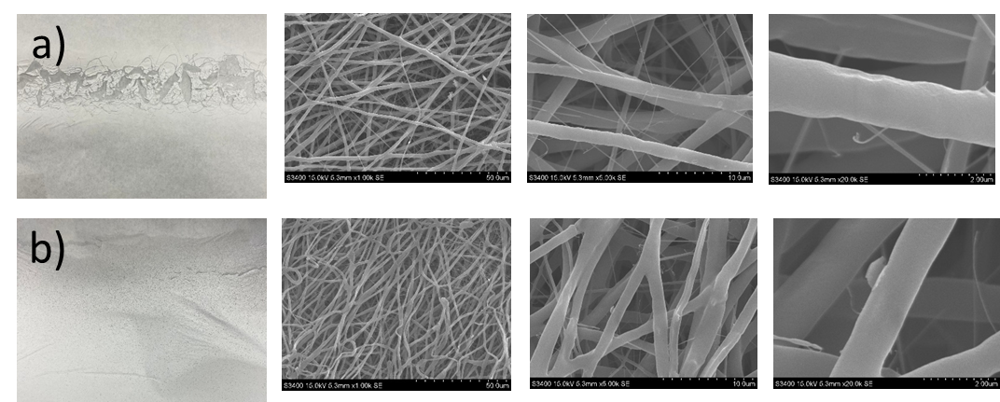 a)
S3400 15.0kV 5.3mm x1.00k SE
50.0um
S3400 15.0kV 5.3mm x5.00k SE
10.0um
S3400 15.0kV 5.3mm x20.0k SE
2.00um
b)
S3400 15.0kV 5.3mm x1.00k SE
50.0um
S3400 15.0kV 5.3mm x5.00k SE
10.0um
S3400 15.0kV 5.3mm x20.0k SE
2.00um